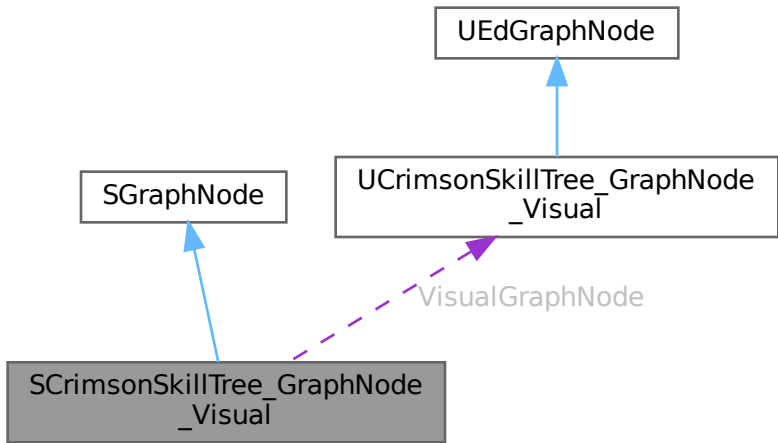 UEdGraphNode
SGraphNode
UCrimsonSkillTree_GraphNode
_Visual
VisualGraphNode
SCrimsonSkillTree_GraphNode
_Visual